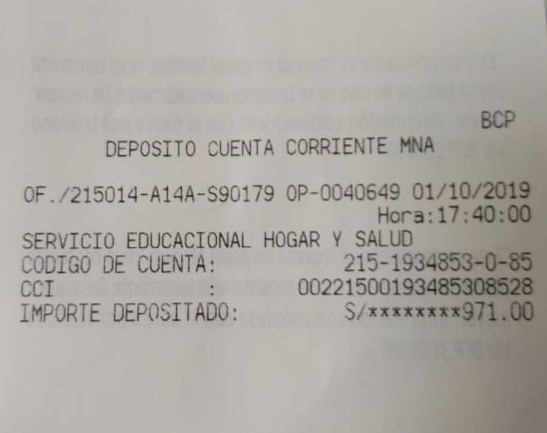 BCP
DEPOSITO CUENTA CORRIENTE MNA
OF./215014-A14A-S90179 OP-0040649 01/10/2019
Hora:17:40:00
SERVICIO EDUCACIONAL HOGAR Y SALUD
CODIGO DE CUENTA: 215-1934853-0-85
CCI : 00221500193485308528
IMPORTE DEPOSITADO: S/********971.00